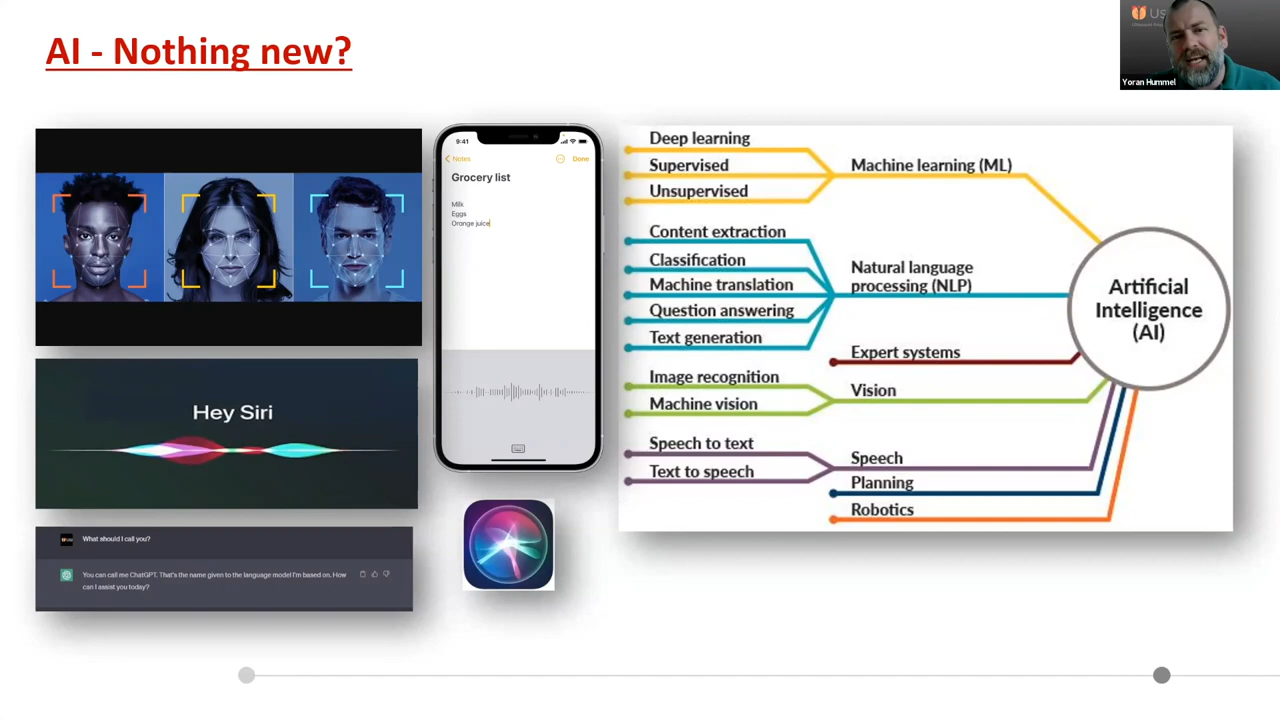 AI - Nothing new?
Us
Yoran Hummel
9:41
Notes
Done
Grocery list
Milk
Eggs
Orange juice
Hey Siri
What should I call you?
You can call me ChatGPT. That's the name given to the language model I'm based on. How
can I assist you today?
Deep learning
Supervised
Unsupervised
Machine learning (ML)
Content extraction
Classification
Machine translation
Question answering
Text generation
Natural language
processing (NLP)
Expert systems
Image recognition
Machine vision
Vision
Speech to text
Text to speech
Speech
Planning
Robotics
Artificial
Intelligence
(AI)